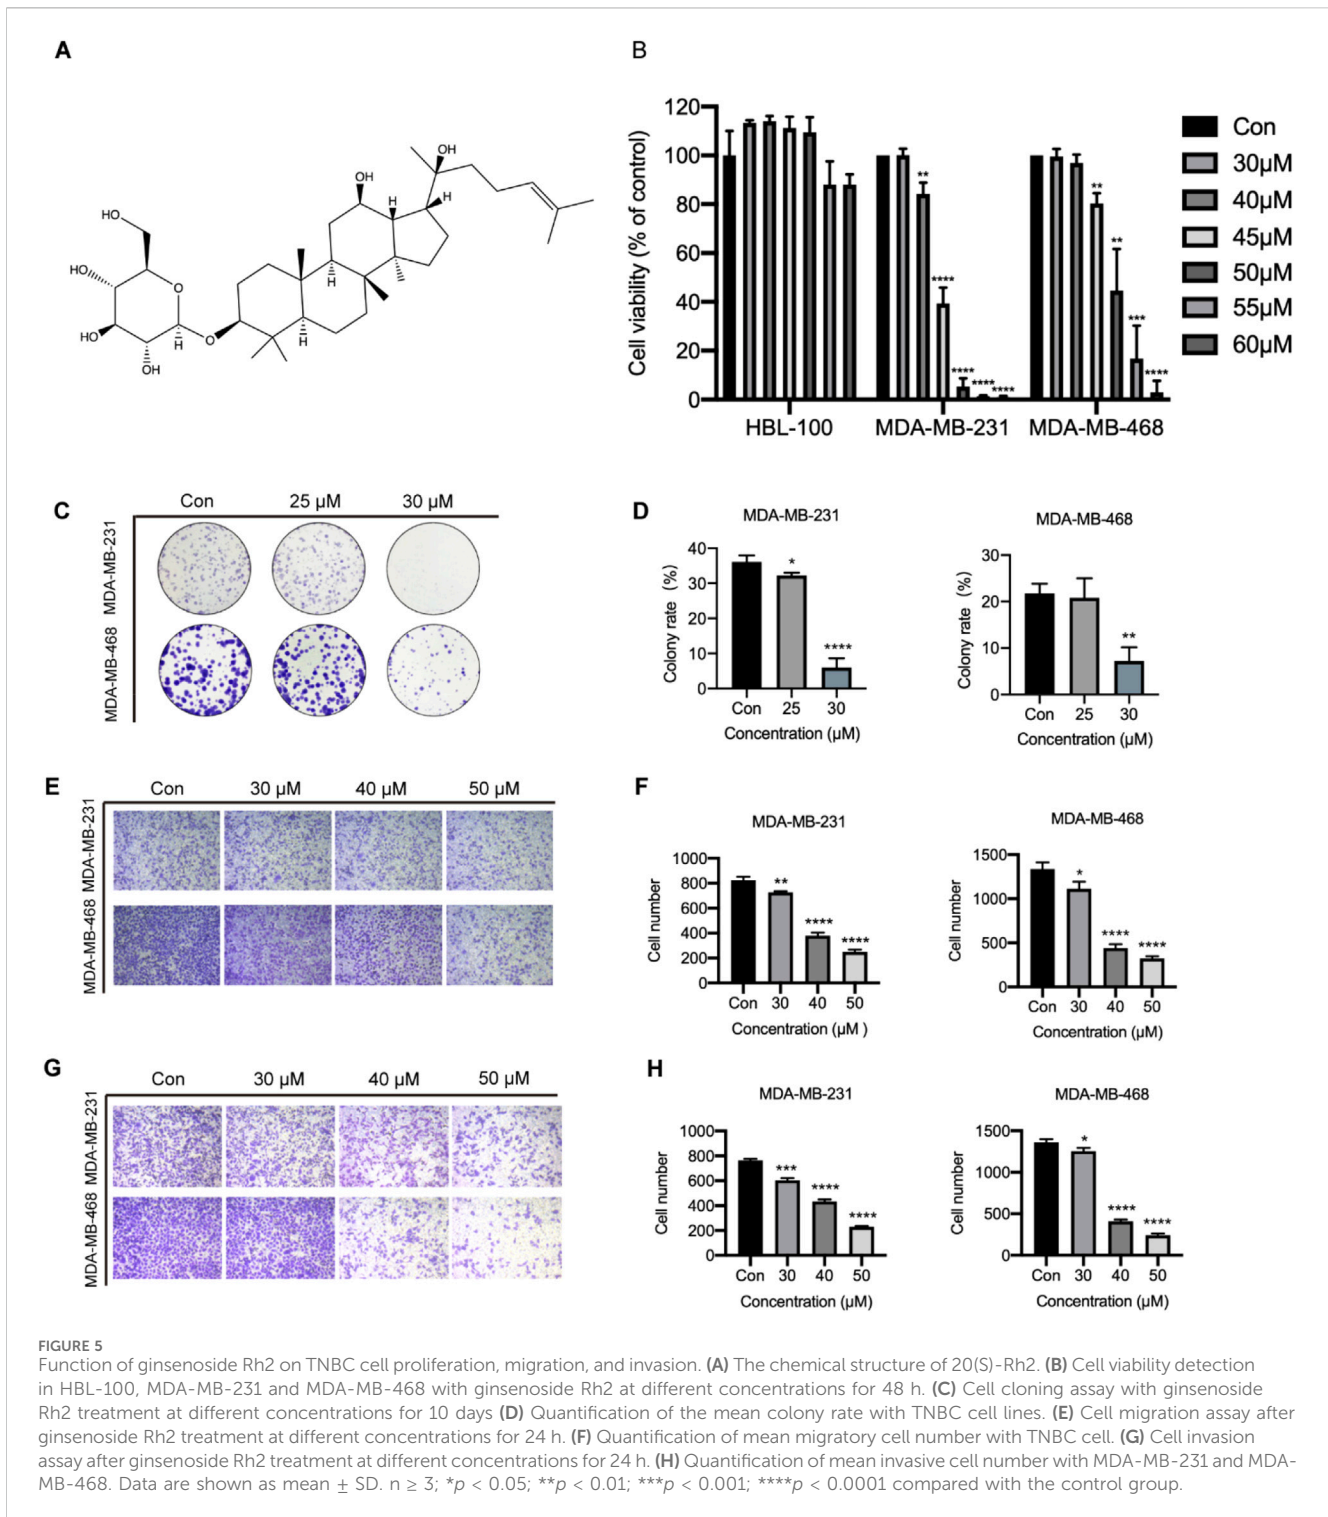 A
OH
OH
H
H
HO
HO
O
H
HO
O
H
H
OH
B
Cell viability (% of control)
120
100
80
60
40
20
0
**
****
****
****
****
**
**
***
****
HBL-100
MDA-MB-231
MDA-MB-468
Con
30μM
40μM
45μM
50μM
55μM
60μM
C
Con
25 μM
30 μM
MDA-MB-231
MDA-MB-468
D
MDA-MB-231
Colony rate (%)
40
30
20
10
0
*
****
Con
25
30
Concentration (μM)
MDA-MB-468
Colony rate (%)
30
20
10
0
**
Con
25
30
Concentration (μM)
E
Con
30 μM
40 μM
50 μM
MDA-MB-231
MDA-MB-468
F
MDA-MB-231
Cell number
1000
800
600
400
200
0
**
****
****
Con
30
40
50
Concentration (μM )
MDA-MB-468
Cell number
1500
1000
500
0
*
****
****
Con
30
40
50
Concentration (μM)
G
Con
30 μM
40 μM
50 μM
MDA-MB-231
MDA-MB-468
H
MDA-MB-231
Cell number
1000
800
600
400
200
0
***
****
****
Con
30
40
50
Concentration (μM)
MDA-MB-468
Cell number
1500
1000
500
0
*
****
****
Con
30
40
50
Concentration (μM)
FIGURE 5
Function of ginsenoside Rh2 on TNBC cell proliferation, migration, and invasion. (A) The chemical structure of 20(S)-Rh2. (B) Cell viability detection
in HBL-100, MDA-MB-231 and MDA-MB-468 with ginsenoside Rh2 at different concentrations for 48 h. (C) Cell cloning assay with ginsenoside
Rh2 treatment at different concentrations for 10 days (D) Quantification of the mean colony rate with TNBC cell lines. (E) Cell migration assay after
ginsenoside Rh2 treatment at different concentrations for 24 h. (F) Quantification of mean migratory cell number with TNBC cell. (G) Cell invasion
assay after ginsenoside Rh2 treatment at different concentrations for 24 h. (H) Quantification of mean invasive cell number with MDA-MB-231 and MDA-
MB-468. Data are shown as mean ± SD. n ≥ 3; *p < 0.05; **p < 0.01; ***p < 0.001; ****p < 0.0001 compared with the control group.